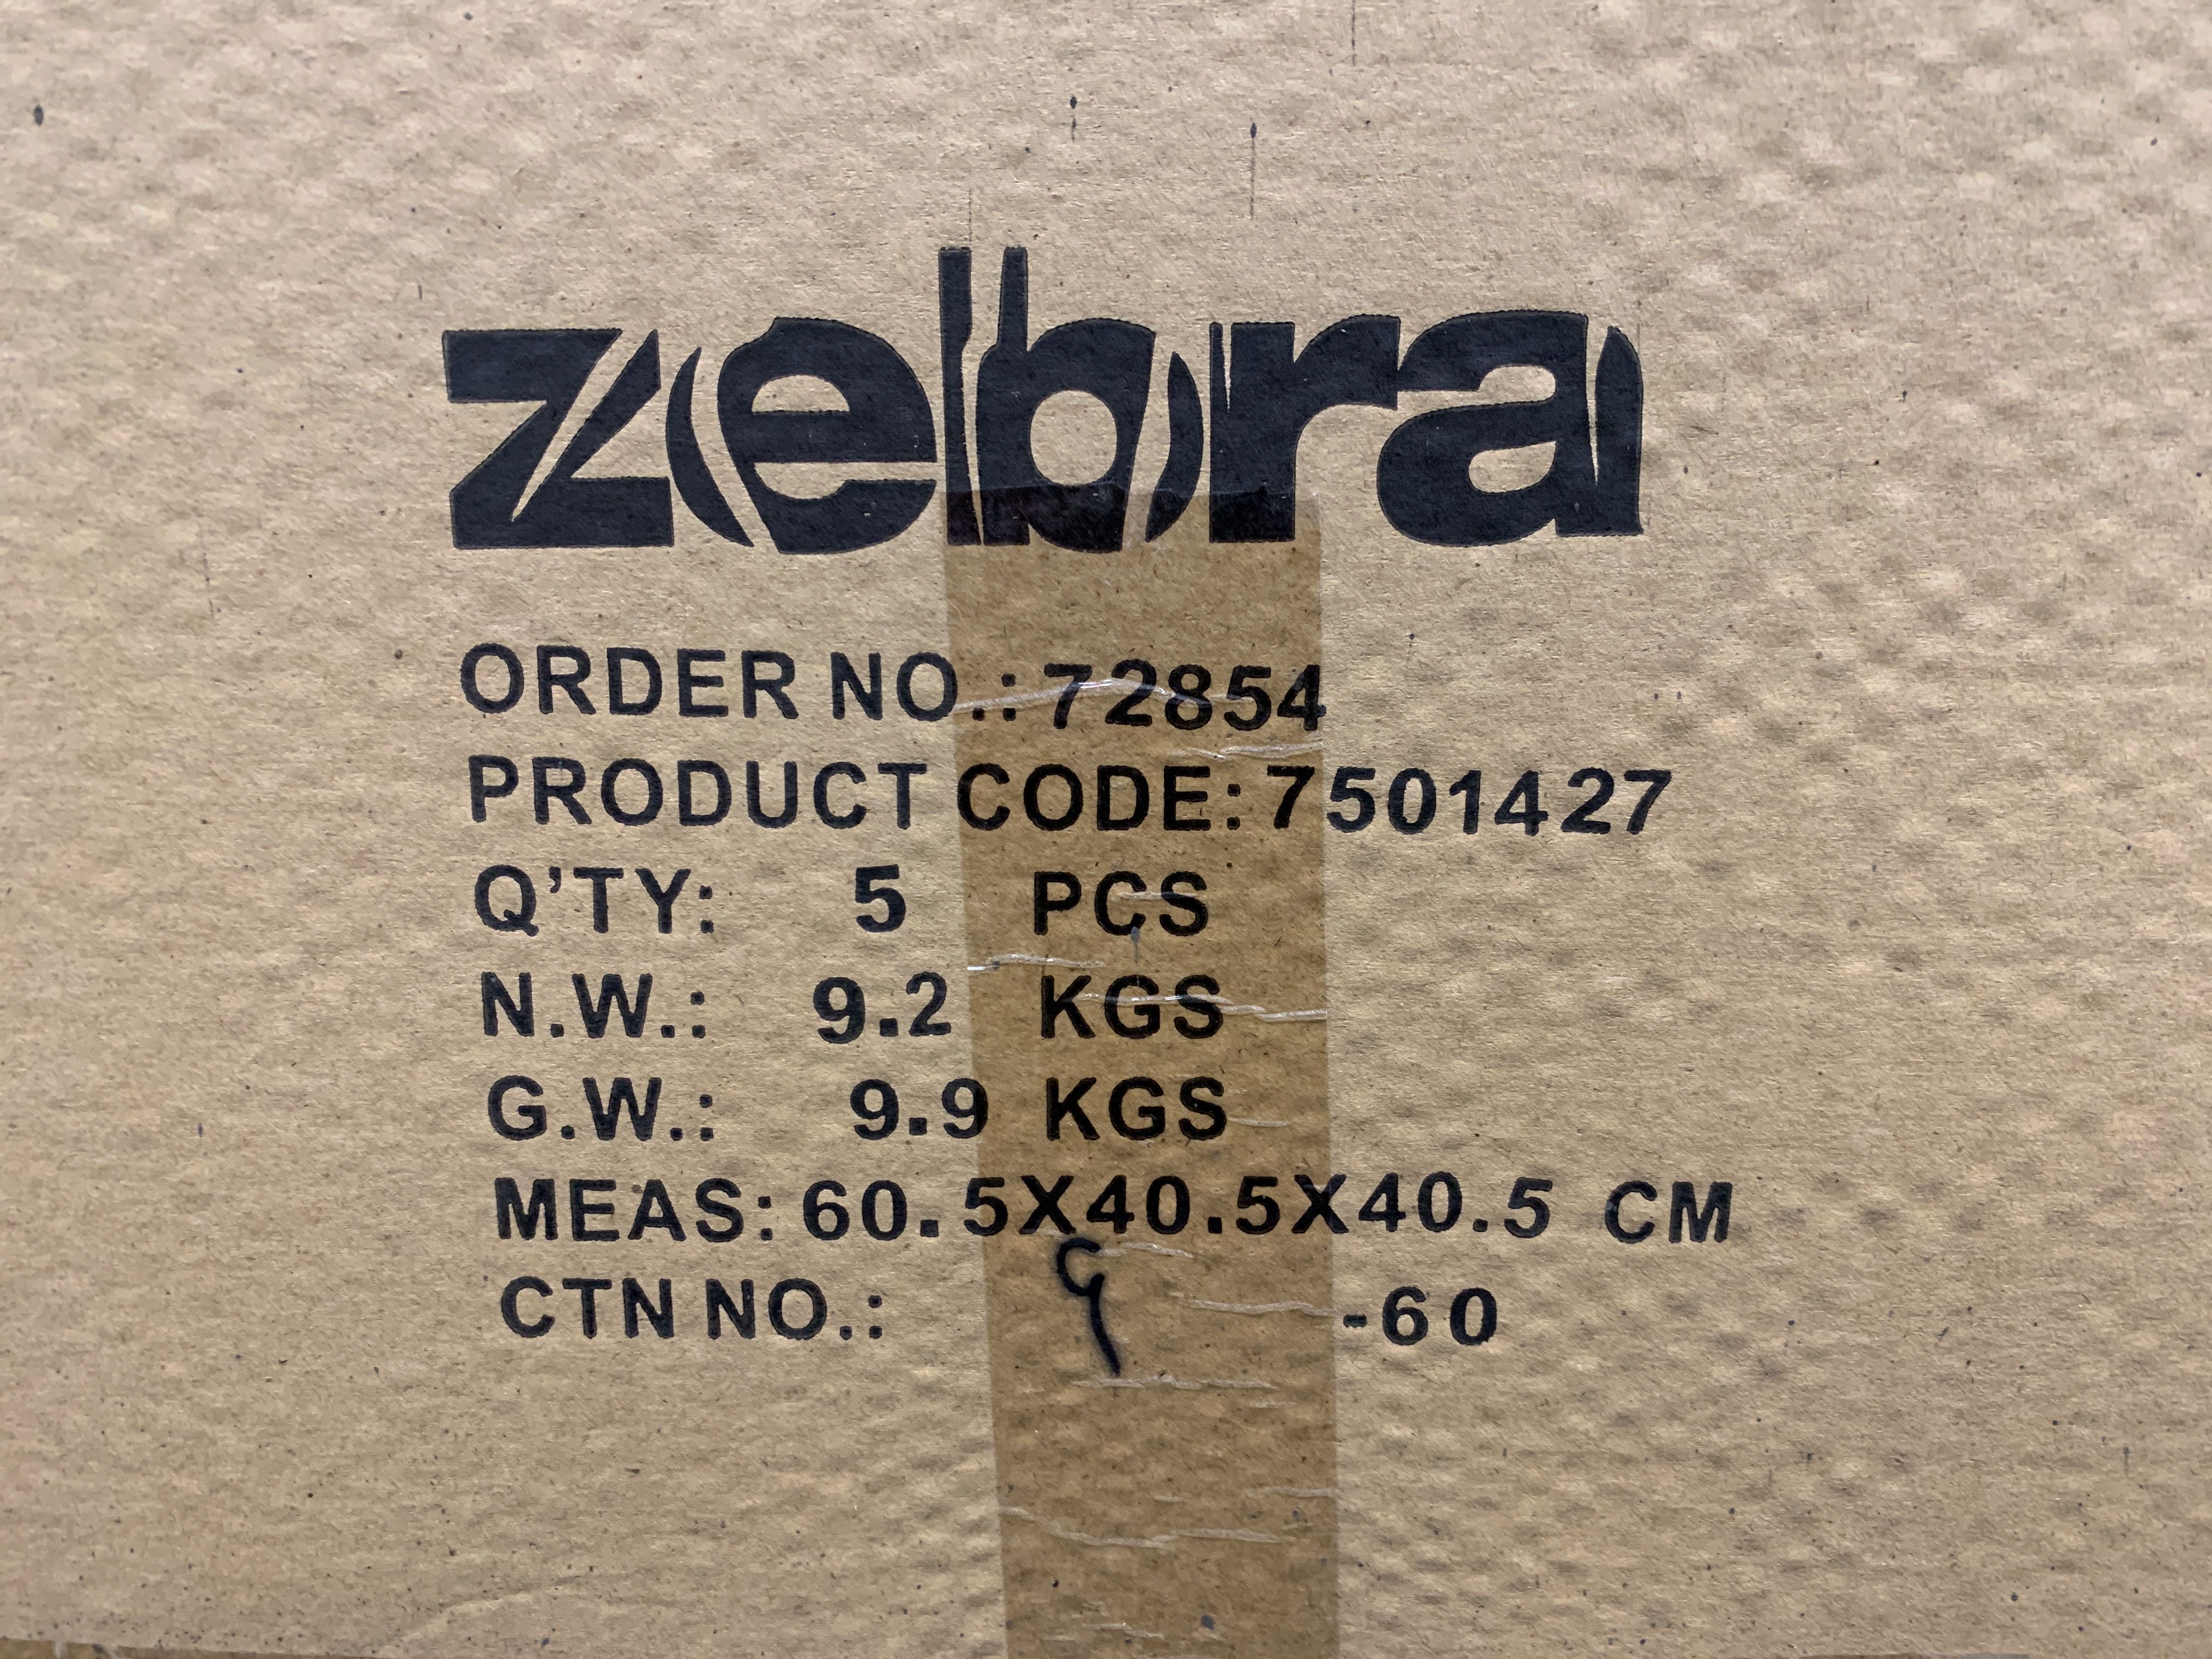 zebra
ORDER NO.: 72854
PRODUCT CODE: 7501427
Q'TY: 5 PCS
N.W.: 9.2 KGS
G.W.: 9.9 KGS
MEAS: 60.5X40.5X40.5 CM
CTN NO.: 9 -60